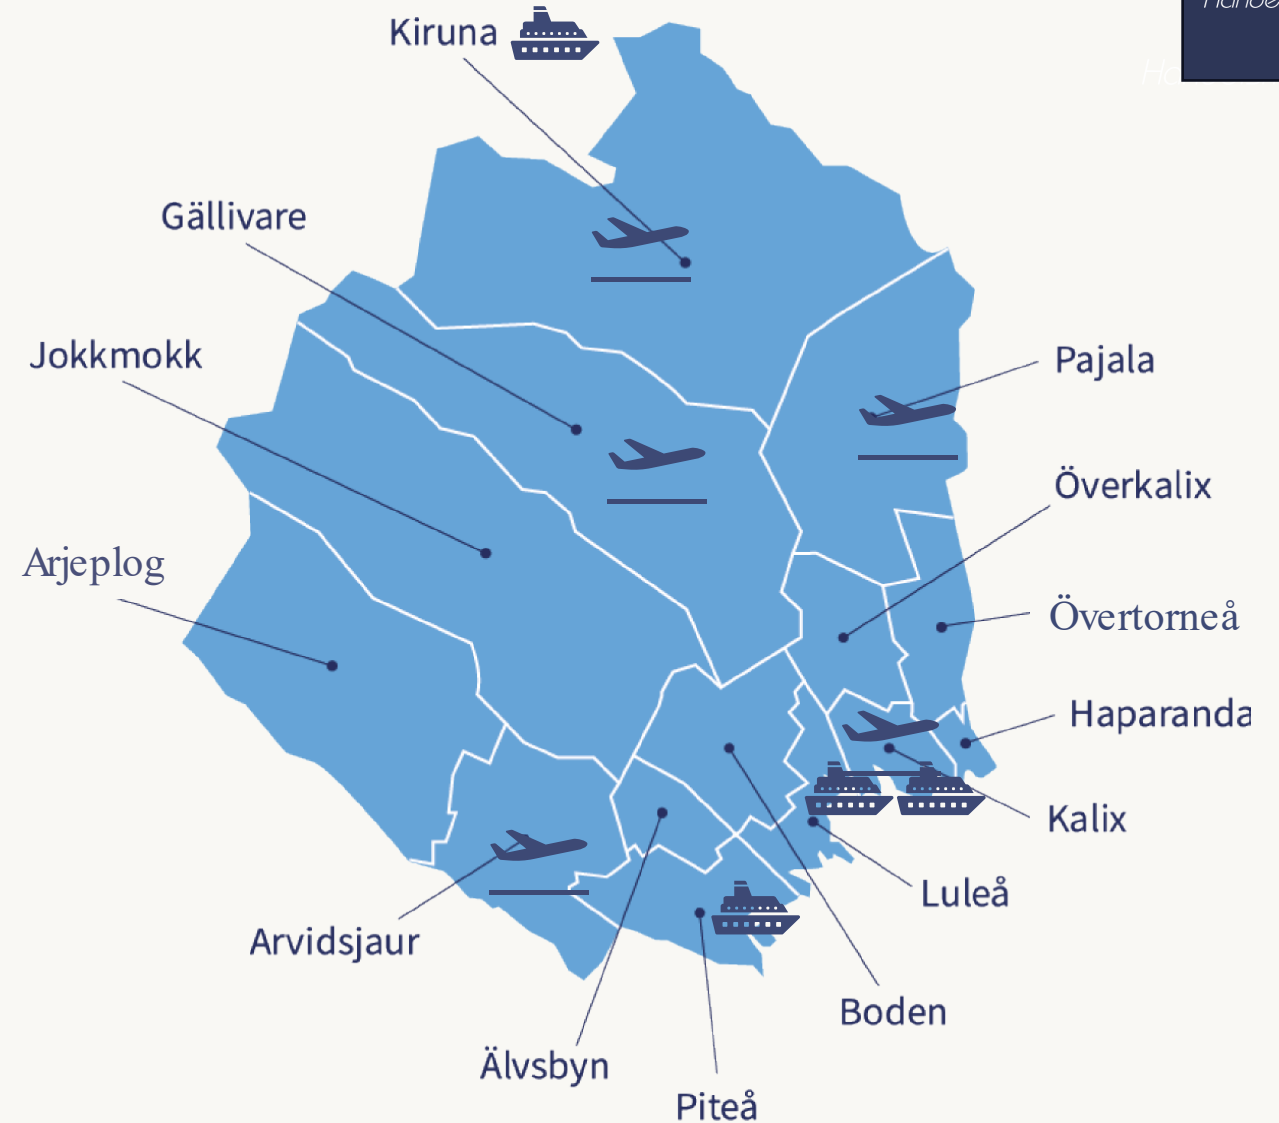 Kiruna
Gällivare
Jokkmokk
Pajala
Överkalix
Arjeplog
Övertorneå
Haparanda
Kalix
Luleå
Arvidsjaur
Boden
Älvsbyn
Piteå